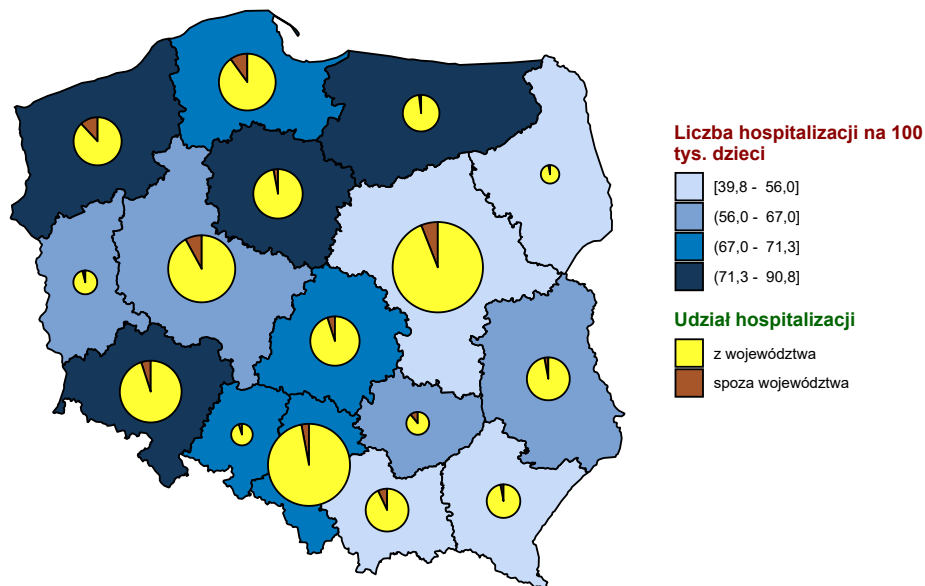 Liczba hospitalizacji na 100
tys. dzieci
[39,8 - 56,0]
(56,0 - 67,0]
(67,0 - 71,3]
(71,3 - 90,8]
Udział hospitalizacji
z województwa
spoza województwa